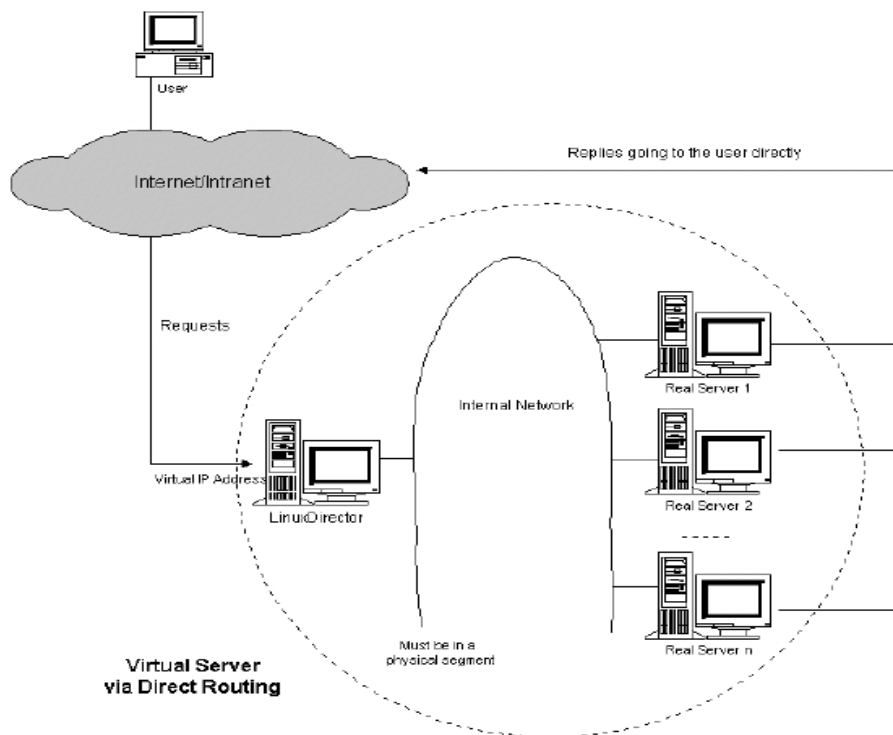 User
Internet/Intranet
Replies going to the user directly
Requests
Real Server 1
Internal Network
Virtual IP Address
LinuxDirector
Real Server 2
Real Server n
Must be in a
physical segment
Virtual Server
via Direct Routing